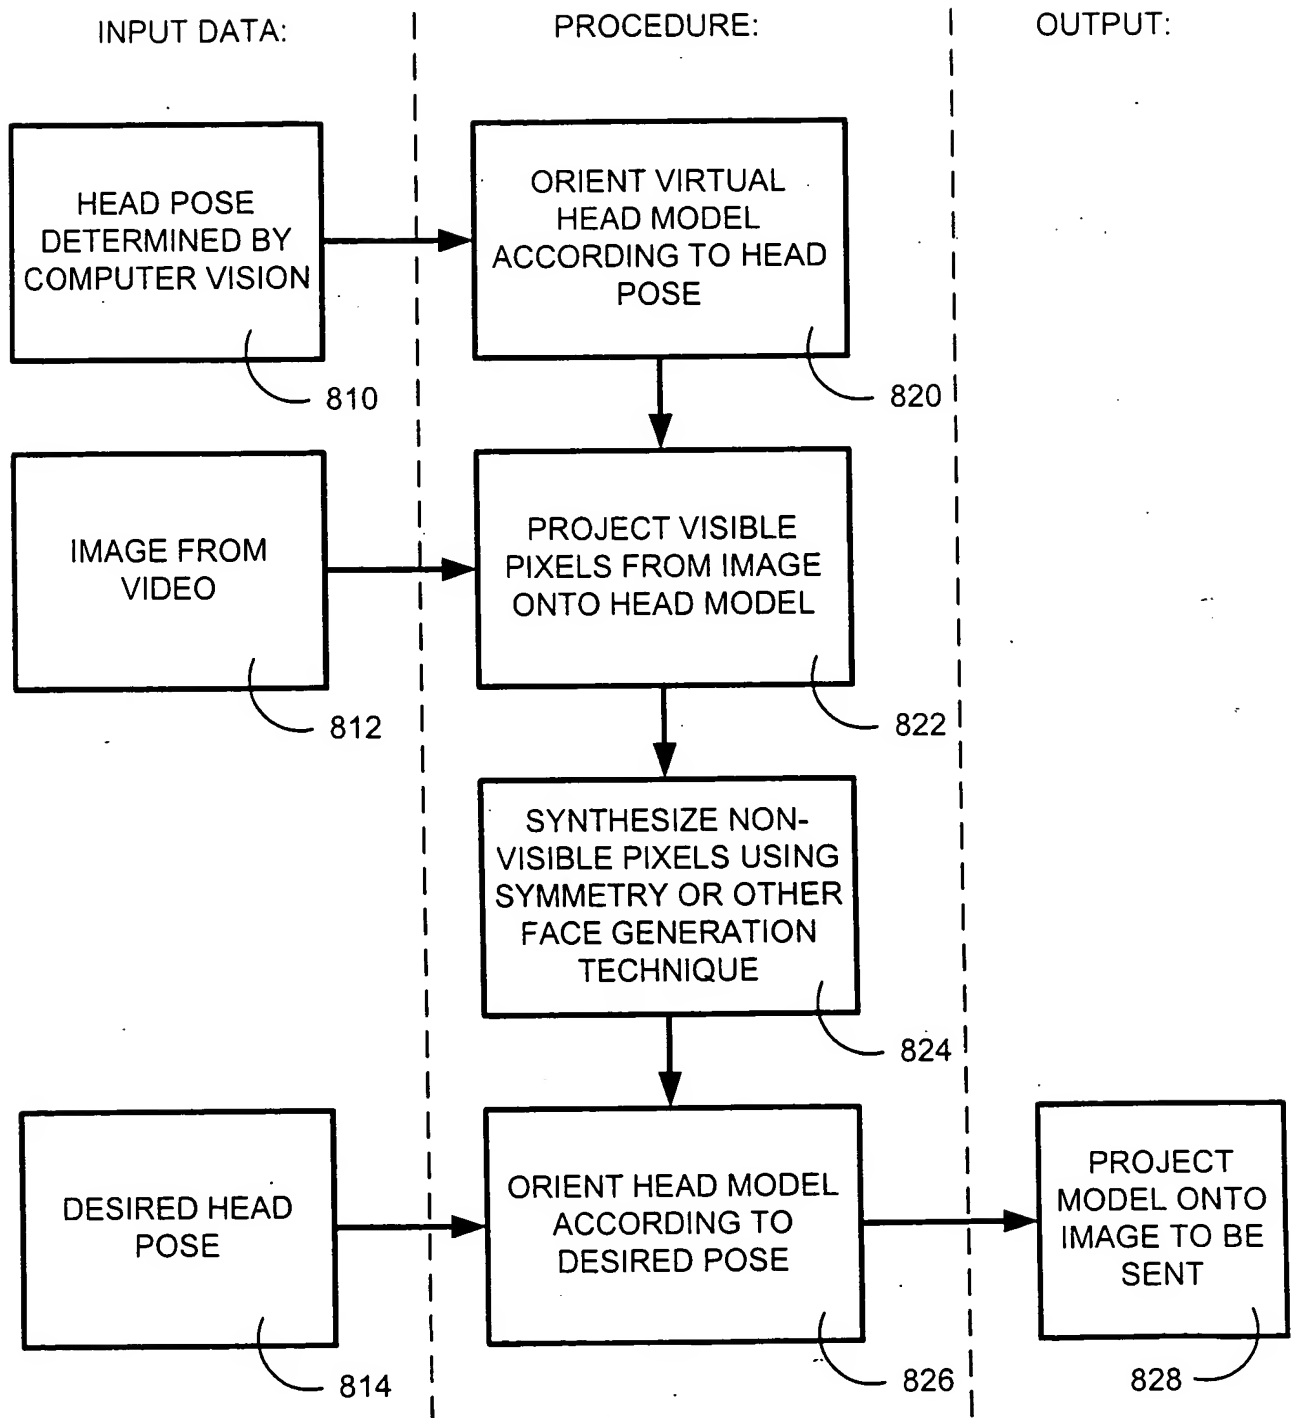 INPUT DATA:
PROCEDURE:
OUTPUT:
HEAD POSE
DETERMINED BY
COMPUTER VISION
810
ORIENT VIRTUAL
HEAD MODEL
ACCORDING TO HEAD
POSE
820
IMAGE FROM
VIDEO
812
PROJECT VISIBLE
PIXELS FROM IMAGE
ONTO HEAD MODEL
822
SYNTHESIZE NON-
VISIBLE PIXELS USING
SYMMETRY OR OTHER
FACE GENERATION
TECHNIQUE
824
DESIRED HEAD
POSE
814
ORIENT HEAD MODEL
ACCORDING TO
DESIRED POSE
826
PROJECT
MODEL ONTO
IMAGE TO BE
SENT
828